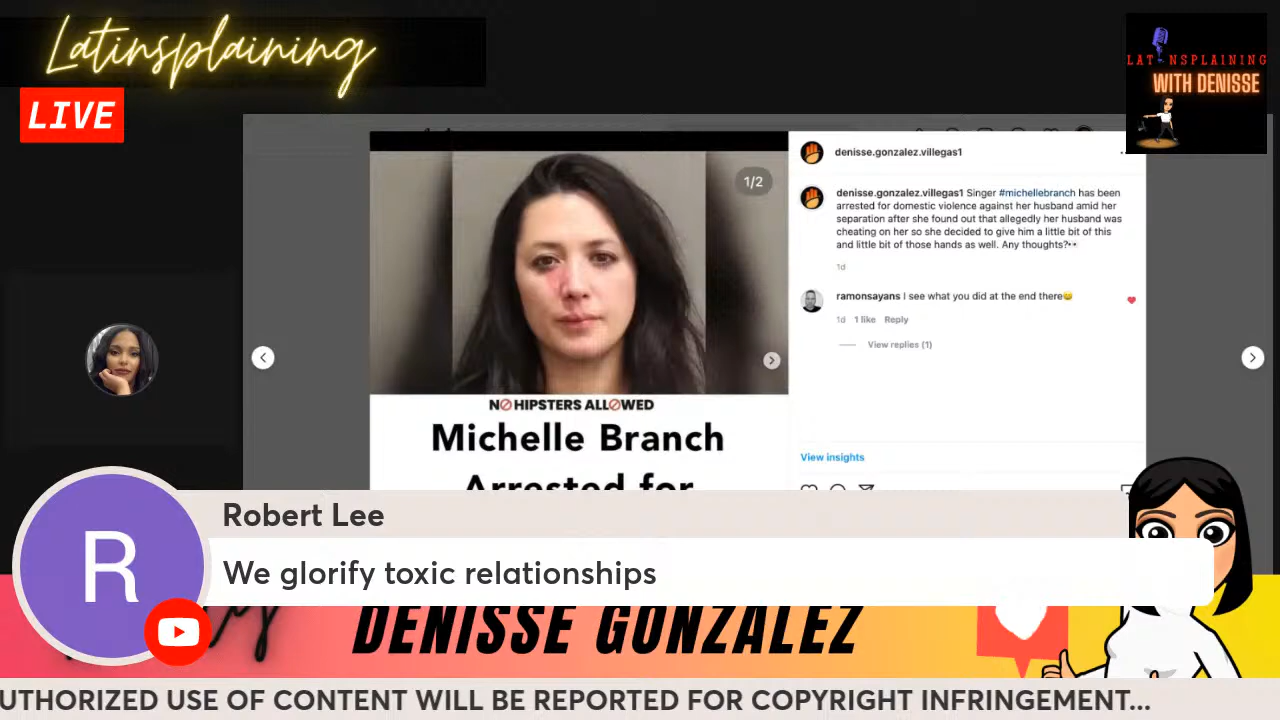 Latinsplaining
LIVE
LATINSPLAINING
WITH DENISSE
1/2
denisse.gonzalez.villegas1
denisse.gonzalez.villegas1 Singer #michellebranch has been
arrested for domestic violence against her husband amid her
separation after she found out that allegedly her husband was
cheating on her so she decided to give him a little bit of this
and little bit of those hands as well. Any thoughts?👀
1d
ramonsayans I see what you did at the end there😄
1d 1 like Reply
View replies (1)
NO HIPSTERS ALLOWED
Michelle Branch
Arrested for
View insights
R
Robert Lee
We glorify toxic relationships
DENISSE GONZALEZ
UTHORIZED USE OF CONTENT WILL BE REPORTED FOR COPYRIGHT INFRINGEMENT...